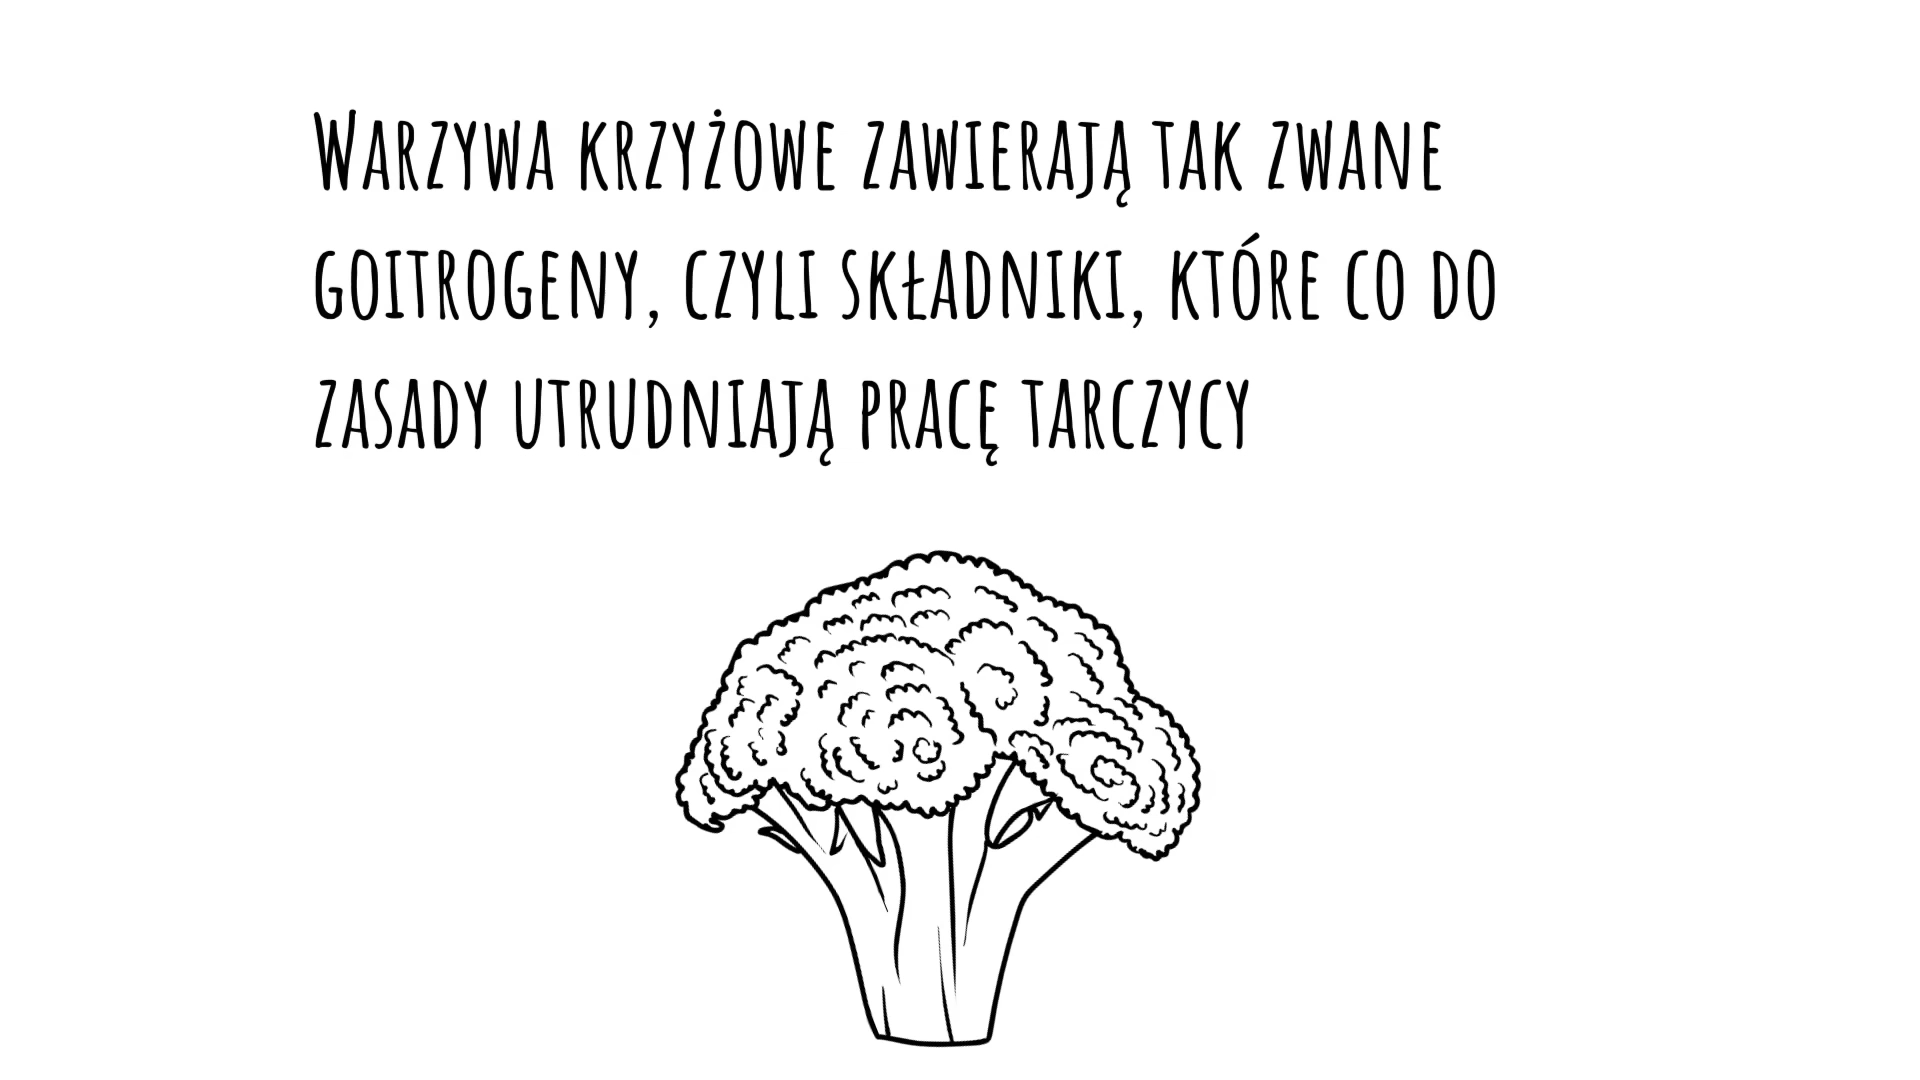 Warzywa krzyżowe zawierają tak zwane
goitrogeny, czyli składniki, które co do
zasady utrudniają pracę tarczycy